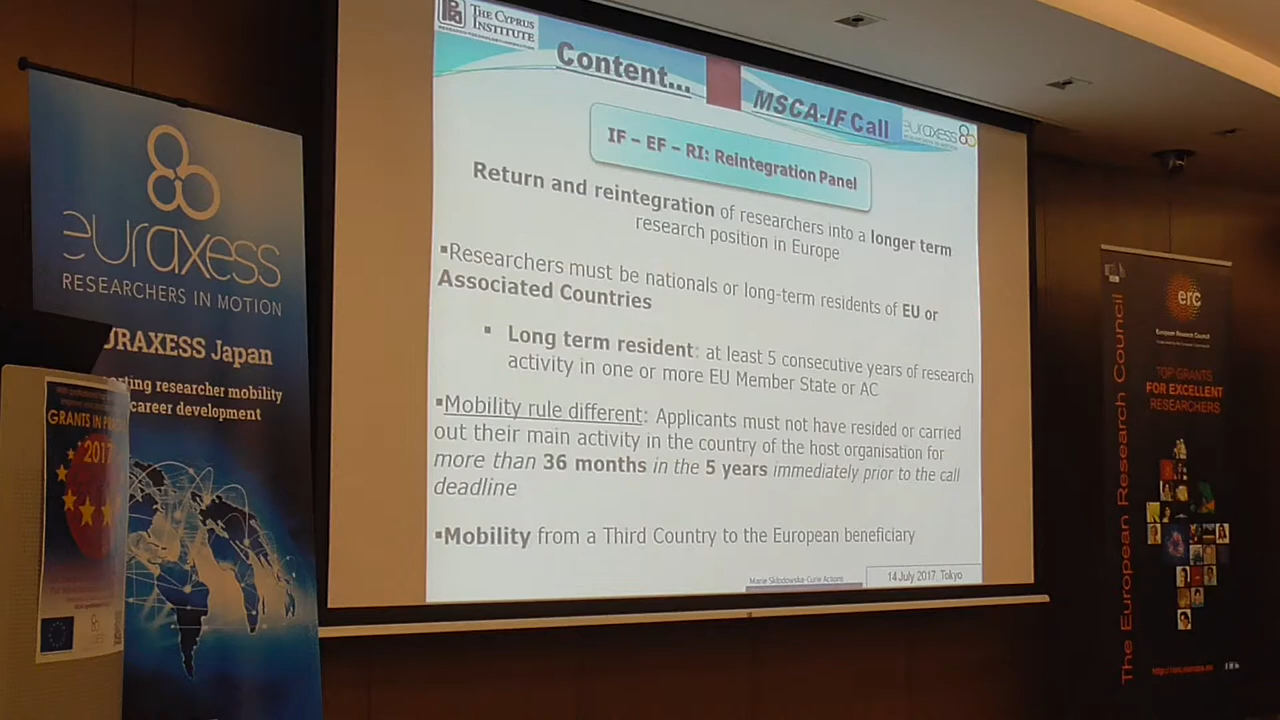 THE CYPRUS
INSTITUTE
Content...
MSCA-IF Call
euraxess
IF – EF – RI: Reintegration Panel
Return and reintegration of researchers into a longer term
research position in Europe
▪Researchers must be nationals or long-term residents of EU or
Associated Countries
▪ Long term resident: at least 5 consecutive years of research
activity in one or more EU Member State or AC
▪Mobility rule different: Applicants must not have resided or carried
out their main activity in the country of the host organisation for
more than 36 months in the 5 years immediately prior to the call
deadline
▪Mobility from a Third Country to the European beneficiary
Marie Skłodowska-Curie Actions
14 July 2017 Tokyo
euraxess
RESEARCHERS IN MOTION
URAXESS Japan
rting researcher mobility
career development
GRANTS IN
2017
The European Research Council
erc
European Research Council
TOP GRANTS
FOR EXCELLENT
RESEARCHERS